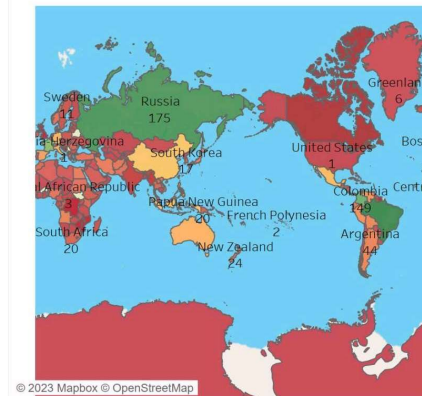 Greenlan
6
Sweden
11
Russia
175
ia-Herzegovina
1
South Korea
17
United States
1
Bos
l African Republic
3
Colombia
149
Cent
Papua New Guinea
20
French Polynesia
2
South Africa
20
Argentina
44
New Zealand
24
© 2023 Mapbox © OpenStreetMap